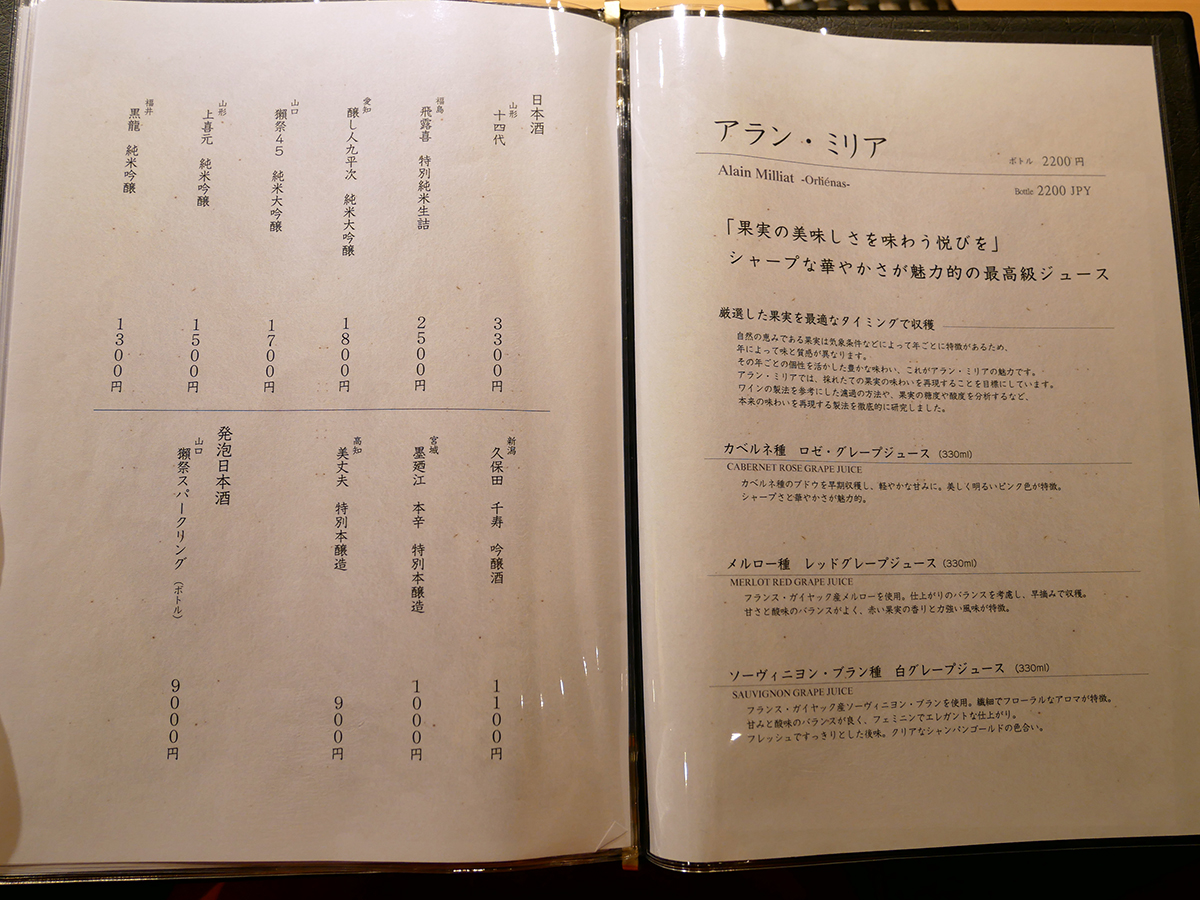 日本酒
山形
十四代
3300円
福島
飛露喜 特別純米生詰
2500円
愛知
醸し人九平次 純米大吟醸
1800円
山口
獺祭45 純米大吟醸
1700円
山形
上喜元 純米吟醸
1500円
福井
黒龍 純米吟醸
1300円
新潟
久保田 千寿 吟醸酒
1100円
宮城
墨廼江 本辛 特別本醸造
1000円
高知
美丈夫 特別本醸造
900円
発泡日本酒
山口
獺祭スパークリング (ボトル)
9000円
アラン・ミリア
ボトル 2200円
Alain Milliat -Orliénas-
Bottle 2200 JPY
「果実の美味しさを味わう悦びを」
シャープな華やかさが魅力的の最高級ジュース
厳選した果実を最適なタイミングで収穫
自然の恵みである果実は気象条件などによって年ごとに特徴があるため、
年によって味と質感が異なります。
その年ごとの個性を活かした豊かな味わい、これがアラン・ミリアの魅力です。
アラン・ミリアでは、採れたての果実の味わいを再現することを目標にしています。
ワインの製法を参考にした濾過の方法や、果実の糖度や酸度を分析するなど、
本来の味わいを再現する製法を徹底的に研究しました。
カベルネ種 ロゼ・グレープジュース (330ml)
CABERNET ROSE GRAPE JUICE
カベルネ種のブドウを早期収穫し、軽やかな甘みに。美しく明るいピンク色が特徴。
シャープさと華やかさが魅力的。
メルロー種 レッドグレープジュース (330ml)
MERLOT RED GRAPE JUICE
フランス・ガイヤック産メルローを使用。仕上がりのバランスを考慮し、早摘みで収穫。
甘さと酸味のバランスがよく、赤い果実の香りと力強い風味が特徴。
ソーヴィニヨン・ブラン種 白グレープジュース (330ml)
SAUVIGNON GRAPE JUICE
フランス・ガイヤック産ソーヴィニヨン・ブランを使用。繊細でフローラルなアロマが特徴。
甘みと酸味のバランスが良く、フェミニンでエレガントな仕上がり。
フレッシュですっきりとした後味。クリアなシャンパンゴールドの色合い。